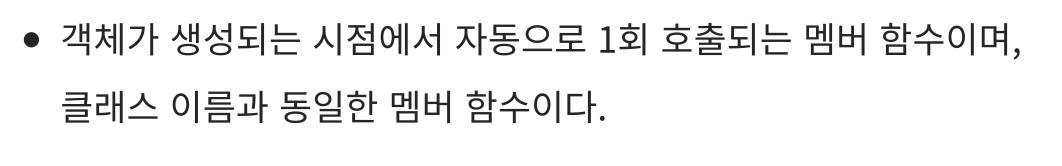 • 객체가 생성되는 시점에서 자동으로 1회 호출되는 멤버 함수이며,
클래스 이름과 동일한 멤버 함수이다.